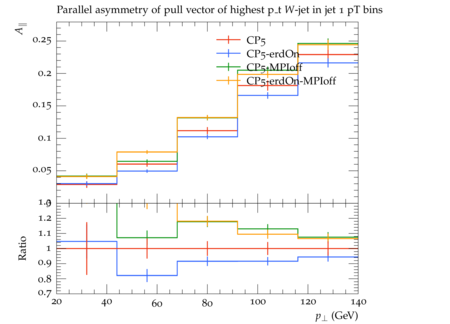 Parallel asymmetry of pull vector of highest p_t W-jet in jet 1 pT bins
A∥
0.25
0.2
0.15
0.1
0.05
CP5
CP5-erdOn
CP5-MPIoff
CP5-erdOn-MPIoff
Ratio
1.3
1.2
1.1
1
0.9
0.8
0.7
20 40 60 80 100 120 140
p⊥ (GeV)